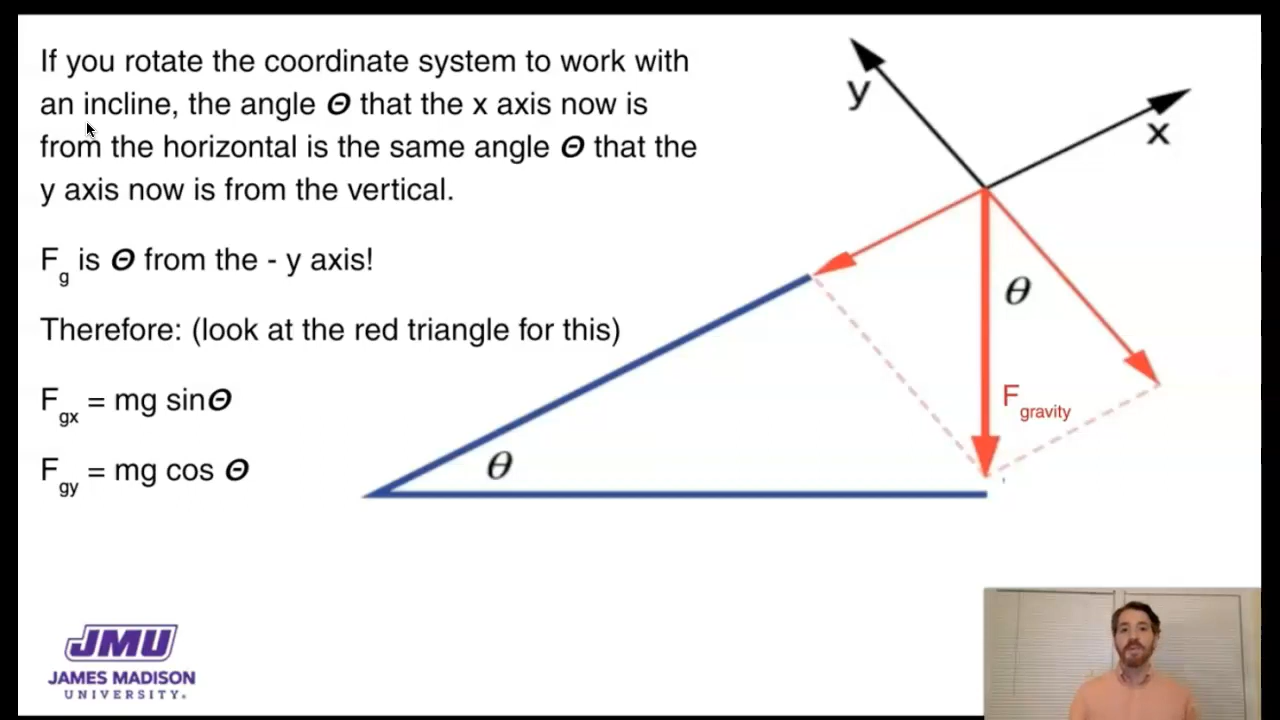 If you rotate the coordinate system to work with
an incline, the angle Θ that the x axis now is
from the horizontal is the same angle Θ that the
y axis now is from the vertical.
Fg is Θ from the - y axis!
Therefore: (look at the red triangle for this)
Fgx = mg sinΘ
Fgy = mg cos Θ
y
x
θ
Fgravity
θ
JMU
JAMES MADISON
UNIVERSITY.